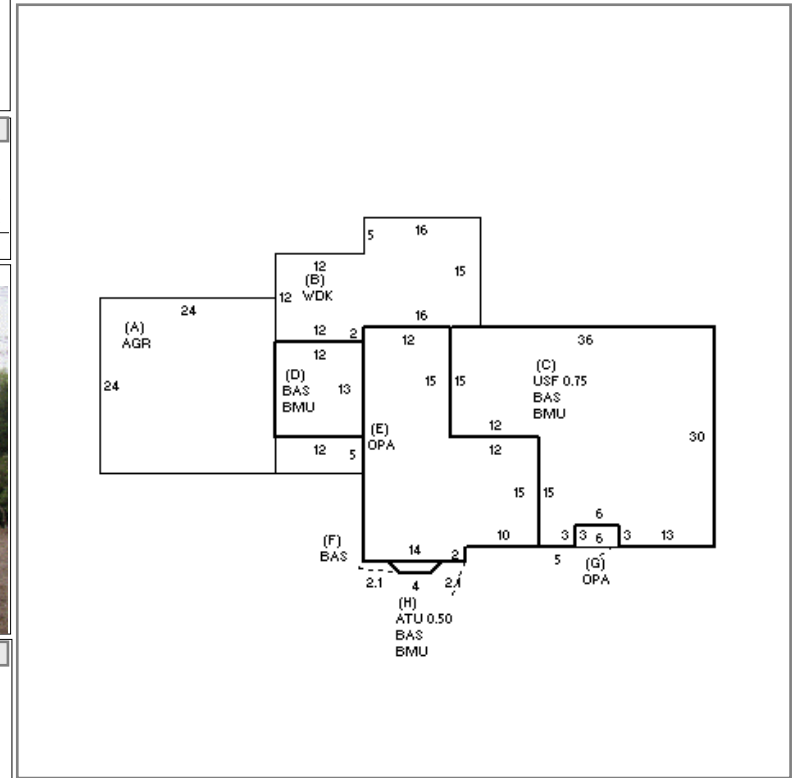 16
5
12
15
(B)
WDK
12
24
16
(A)
AGR
12
2
12
36
12
(D)
BAS
BMU
13
15
15
(C)
USF 0.75
BAS
BMU
24
12
(E)
OPA
30
12
5
12
15
15
6
(F)
BAS
14
2
10
3
3
6
3
13
5
(G)
OPA
2.1
4
2.1
(H)
ATU 0.50
BAS
BMU